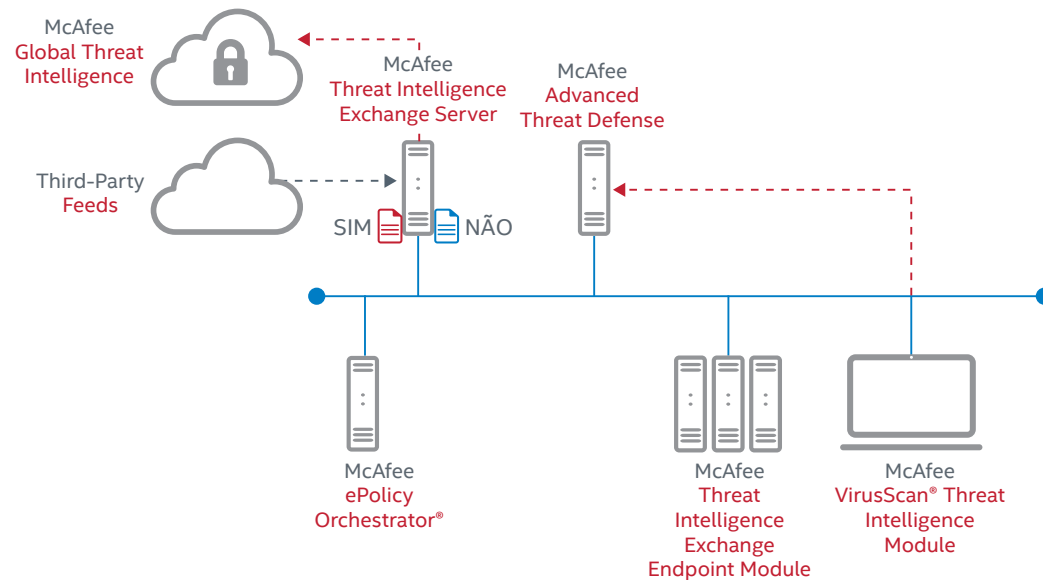 McAfee
Global Threat
Intelligence
McAfee
Threat Intelligence
Exchange Server
McAfee
Advanced
Threat Defense
Third-Party
Feeds
SIM
NÃO
McAfee
ePolicy
Orchestrator®
McAfee
Threat
Intelligence
Exchange
Endpoint Module
McAfee
VirusScan® Threat
Intelligence
Module